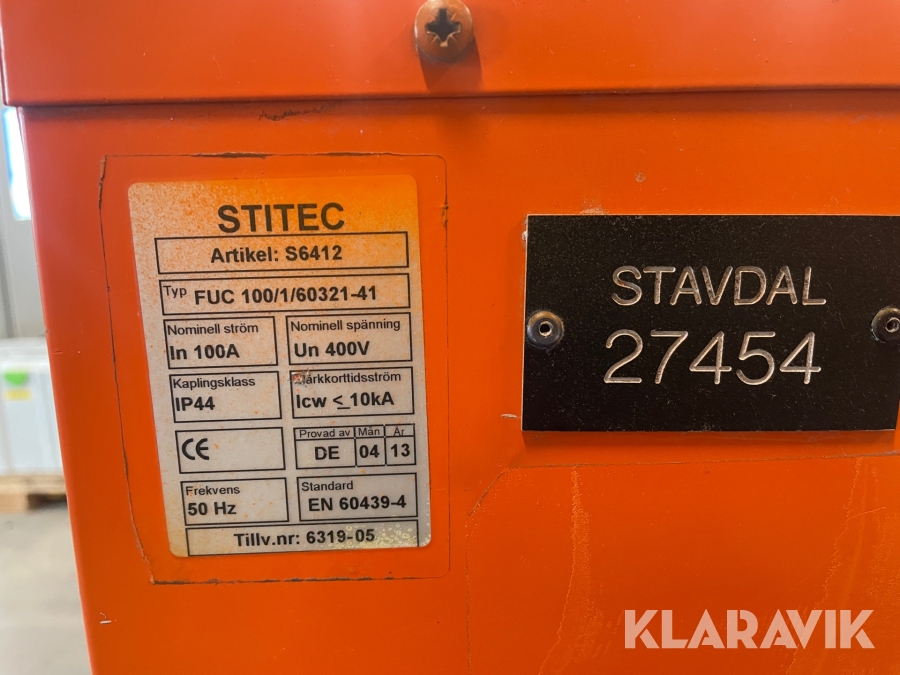 STITEC
Artikel: S6412
Typ FUC 100/1/60321-41
Nominell ström
In 100A
Nominell spänning
Un 400V
Kaplingsklass
IP44
Märkkorttidsström
Icw <_10kA
CE
Provad av Mån År
DE 04 13
Frekvens
50 Hz
Standard
EN 60439-4
Tillv.nr: 6319-05
STAVDAL
27454
KLARAVIK